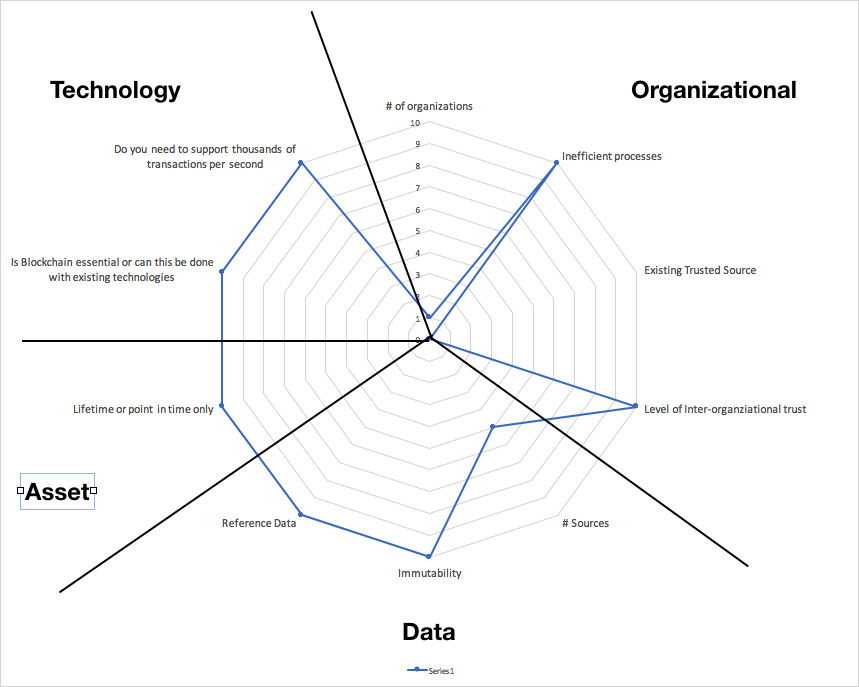 Technology
Organizational
# of organizations
10
9
8
7
6
5
4
3
2
1
0
Do you need to support thousands of
transactions per second
Inefficient processes
Is Blockchain essential or can this be done
with existing technologies
Existing Trusted Source
Lifetime or point in time only
Level of Inter-organziational trust
Asset
Reference Data
# Sources
Immutability
Data
Series1